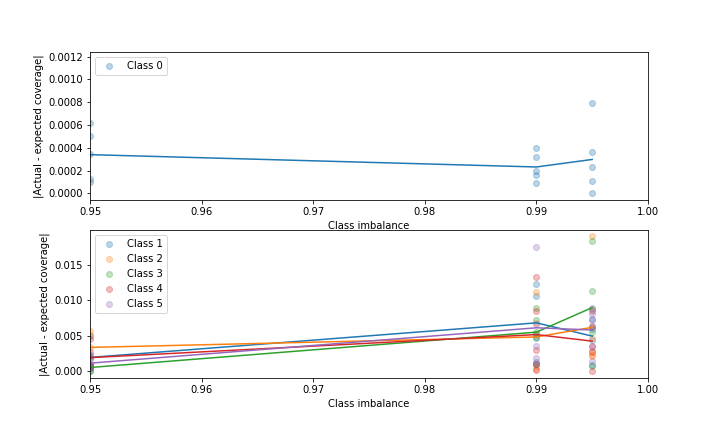 |Actual - expected coverage|
0.0012
0.0010
0.0008
0.0006
0.0004
0.0002
0.0000
Class 0
0.95 0.96 0.97 0.98 0.99 1.00
Class imbalance
|Actual - expected coverage|
0.015
0.010
0.005
0.000
Class 1
Class 2
Class 3
Class 4
Class 5
0.95 0.96 0.97 0.98 0.99 1.00
Class imbalance